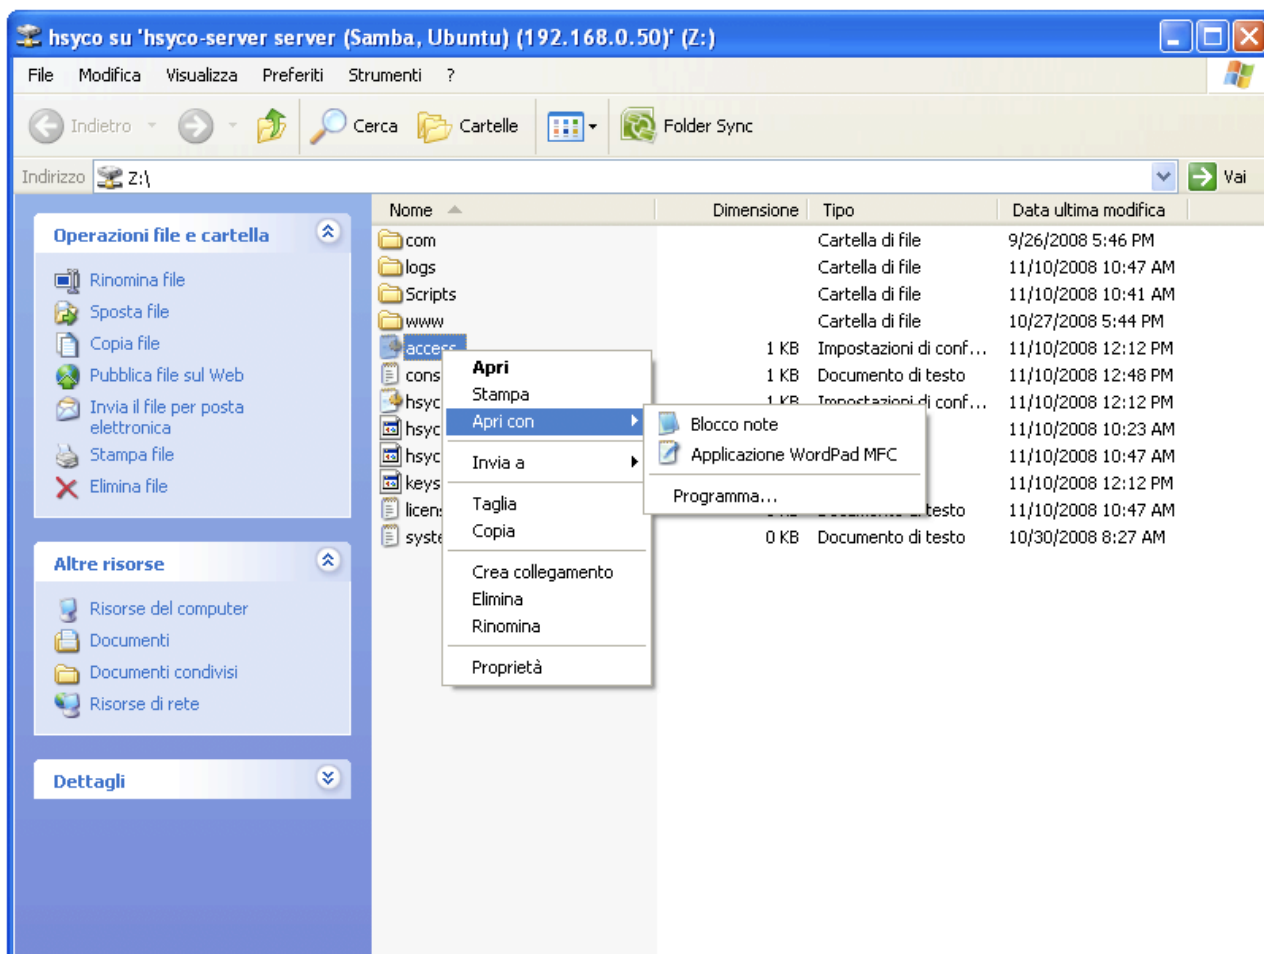 hsyco su 'hsyco-server server (Samba, Ubuntu) (192.168.0.50)' (Z:)
File Modifica Visualizza Preferiti Strumenti ?
Indietro Cerca Cartelle Folder Sync
Indirizzo Z:\ Vai
Operazioni file e cartella
Rinomina file
Sposta file
Copia file
Pubblica file sul Web
Invia il file per posta
elettronica
Stampa file
Elimina file
Altre risorse
Risorse del computer
Documenti
Documenti condivisi
Risorse di rete
Dettagli
Nome Dimensione Tipo Data ultima modifica
com Cartella di file 9/26/2008 5:46 PM
logs Cartella di file 11/10/2008 10:47 AM
Scripts Cartella di file 11/10/2008 10:41 AM
www Cartella di file 10/27/2008 5:44 PM
access 1 KB Impostazioni di conf... 11/10/2008 12:12 PM
cons 1 KB Documento di testo 11/10/2008 12:48 PM
hsyc 1 KB Impostazioni di conf... 11/10/2008 12:12 PM
hsyc 11/10/2008 10:23 AM
hsyc 11/10/2008 10:47 AM
keys 11/10/2008 12:12 PM
licen 11/10/2008 10:47 AM
syste 0 KB Documento di testo 10/30/2008 8:27 AM
Apri
Stampa
Apri con
Invia a
Taglia
Copia
Crea collegamento
Elimina
Rinomina
Proprietà
Blocco note
Applicazione WordPad MFC
Programma...